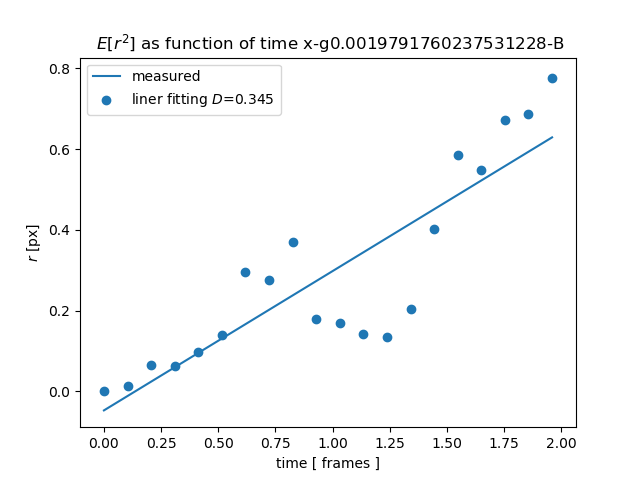 E[r²] as function of time x-g0.0019791760237531228-B
measured
liner fitting D=0.345
0.8
0.6
0.4
0.2
0.0
r [px]
0.00 0.25 0.50 0.75 1.00 1.25 1.50 1.75 2.00
time [ frames ]